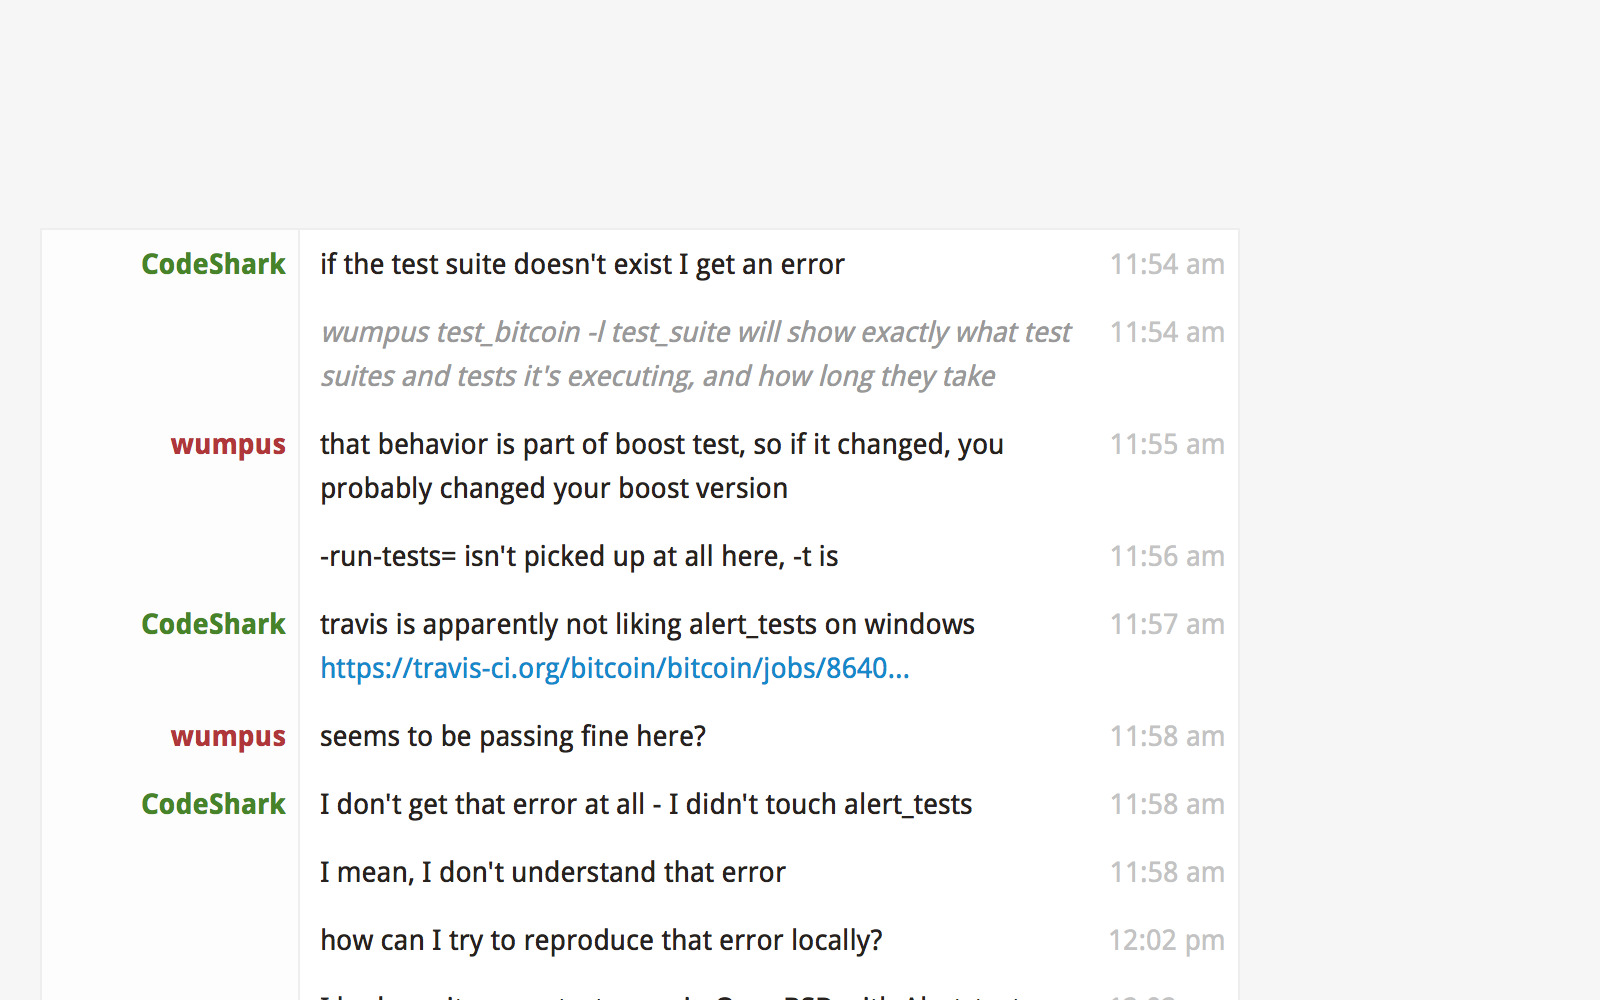 CodeShark if the test suite doesn't exist I get an error 11:54 am
wumpus test_bitcoin -l test_suite will show exactly what test 11:54 am
suites and tests it's executing, and how long they take
wumpus that behavior is part of boost test, so if it changed, you 11:55 am
probably changed your boost version
-run-tests= isn't picked up at all here, -t is 11:56 am
CodeShark travis is apparently not liking alert_tests on windows 11:57 am
https://travis-ci.org/bitcoin/bitcoin/jobs/8640...
wumpus seems to be passing fine here? 11:58 am
CodeShark I don't get that error at all - I didn't touch alert_tests 11:58 am
I mean, I don't understand that error 11:58 am
how can I try to reproduce that error locally? 12:02 pm